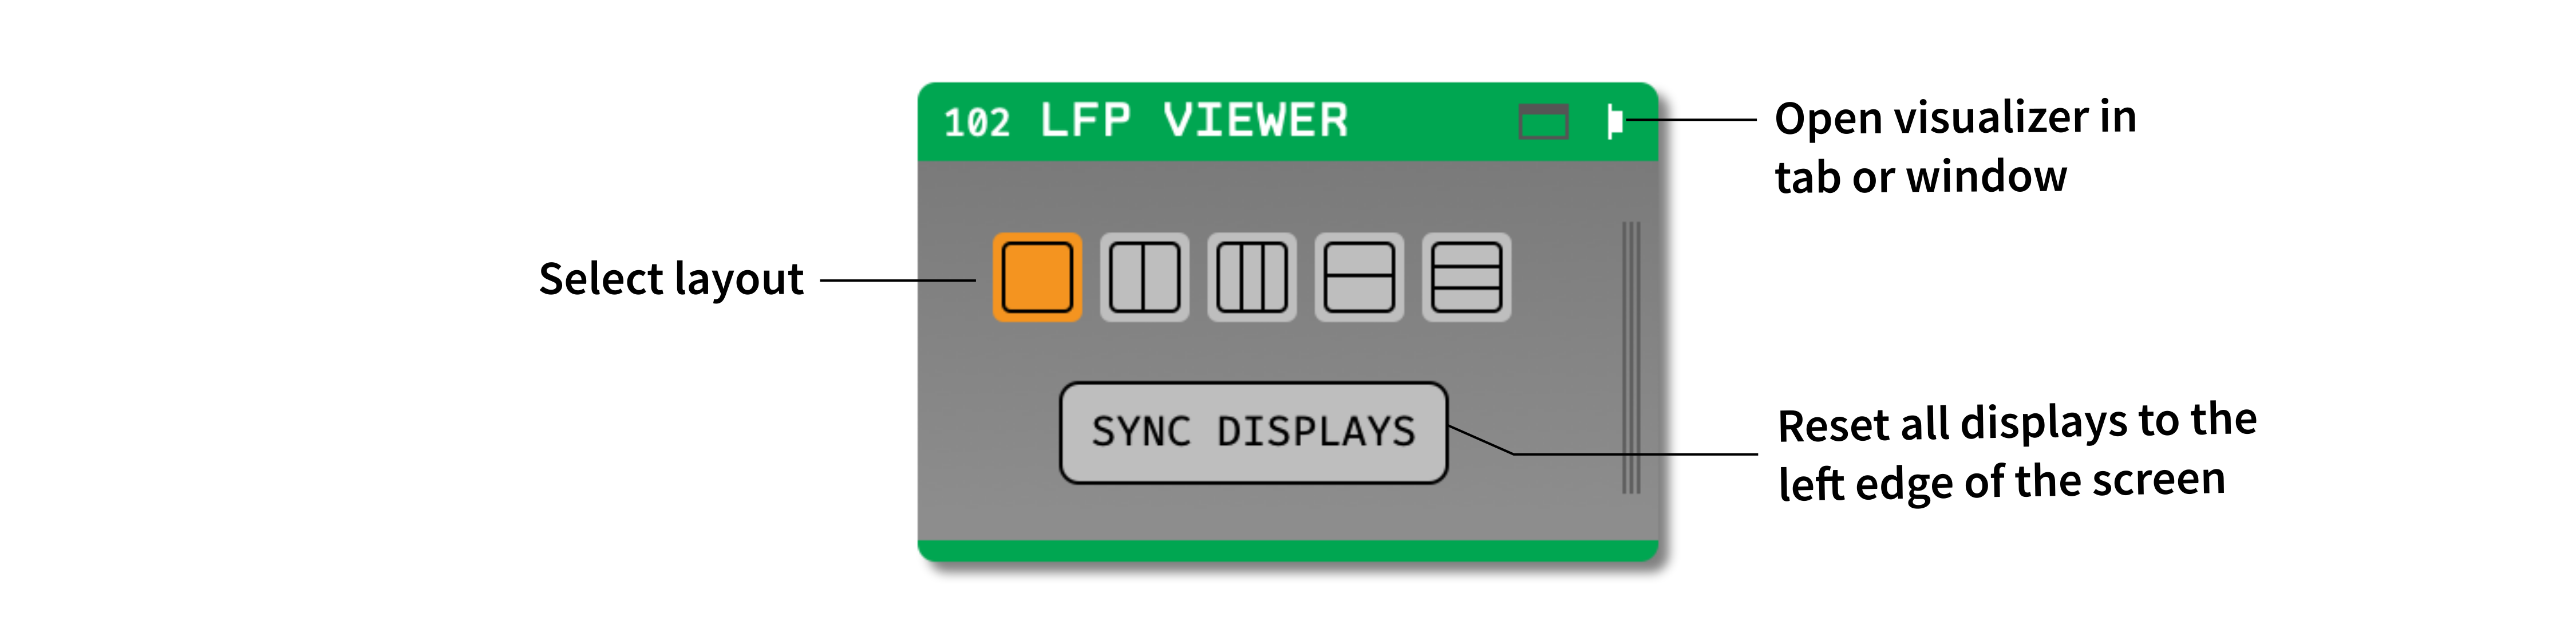 102 LFP VIEWER
Open visualizer in
tab or window
Select layout
SYNC DISPLAYS
Reset all displays to the
left edge of the screen